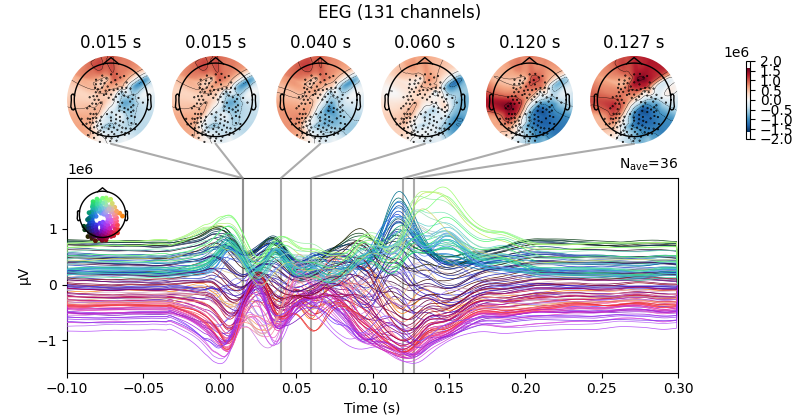 EEG (131 channels)
0.015 s 0.015 s 0.040 s 0.060 s 0.120 s 0.127 s
1e6
2.0
1.5
1.0
0.5
0.0
−0.5
−1.0
−1.5
−2.0
1e6
Nave=36
1
0
−1
µV
−0.10 −0.05 0.00 0.05 0.10 0.15 0.20 0.25 0.30
Time (s)